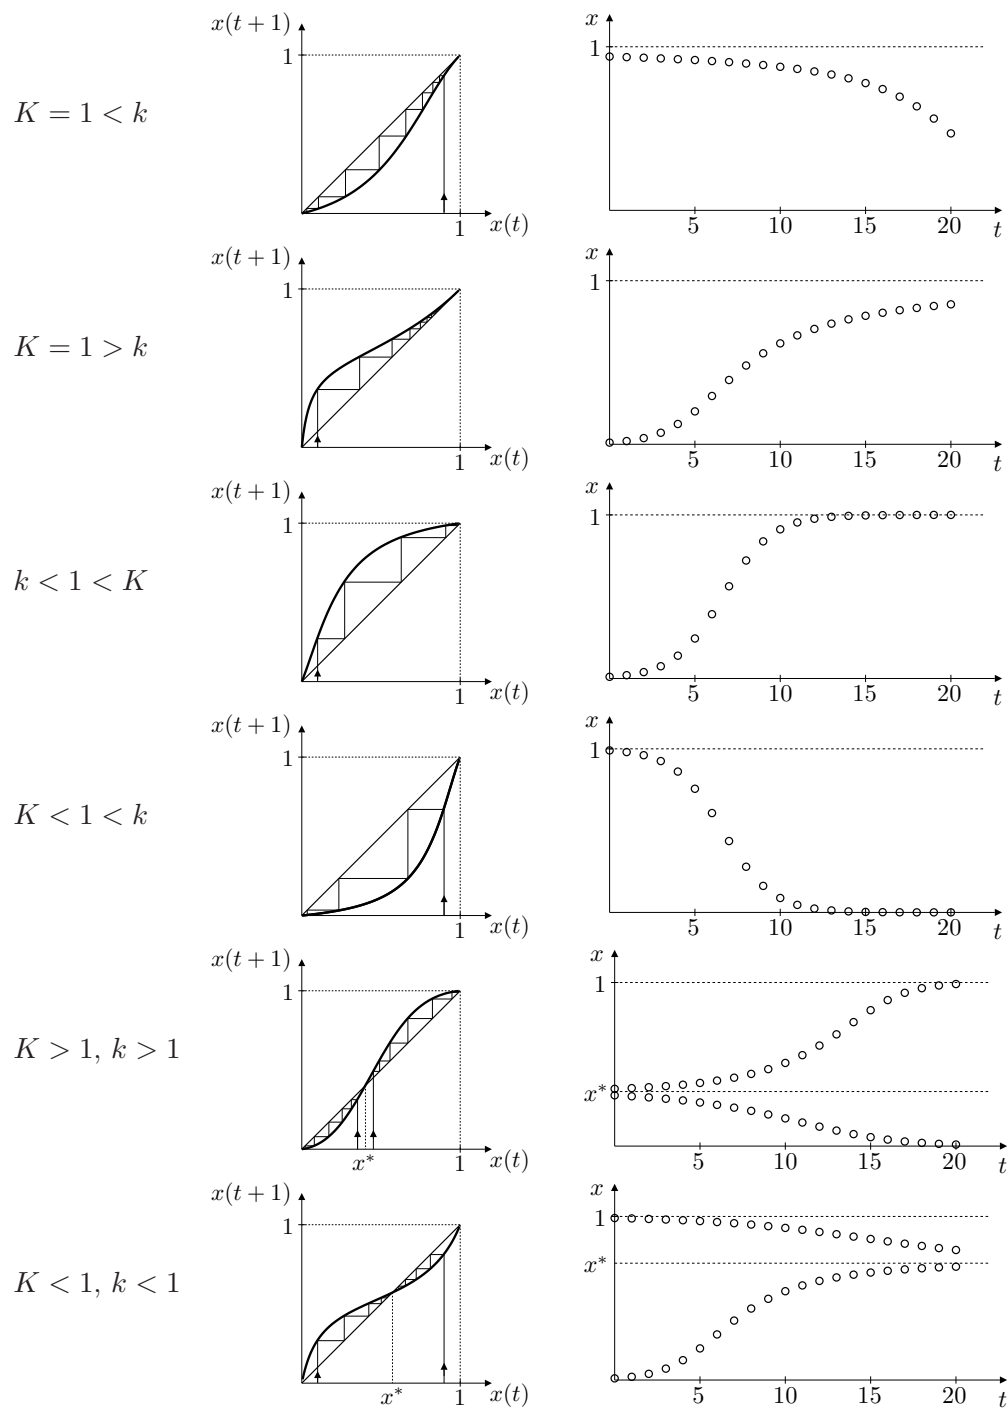 x(t + 1)
1
K = 1 < k
1
x(t)
x
1
5
10
15
20
t
x(t + 1)
1
K = 1 > k
1
x(t)
x
1
5
10
15
20
t
x(t + 1)
1
k < 1 < K
1
x(t)
x
1
5
10
15
20
t
x(t + 1)
1
K < 1 < k
1
x(t)
x
1
5
10
15
20
t
x(t + 1)
1
K > 1, k > 1
x*
1
x(t)
x
1
x*
5
10
15
20
t
x(t + 1)
1
K < 1, k < 1
x*
1
x(t)
x
1
x*
5
10
15
20
t